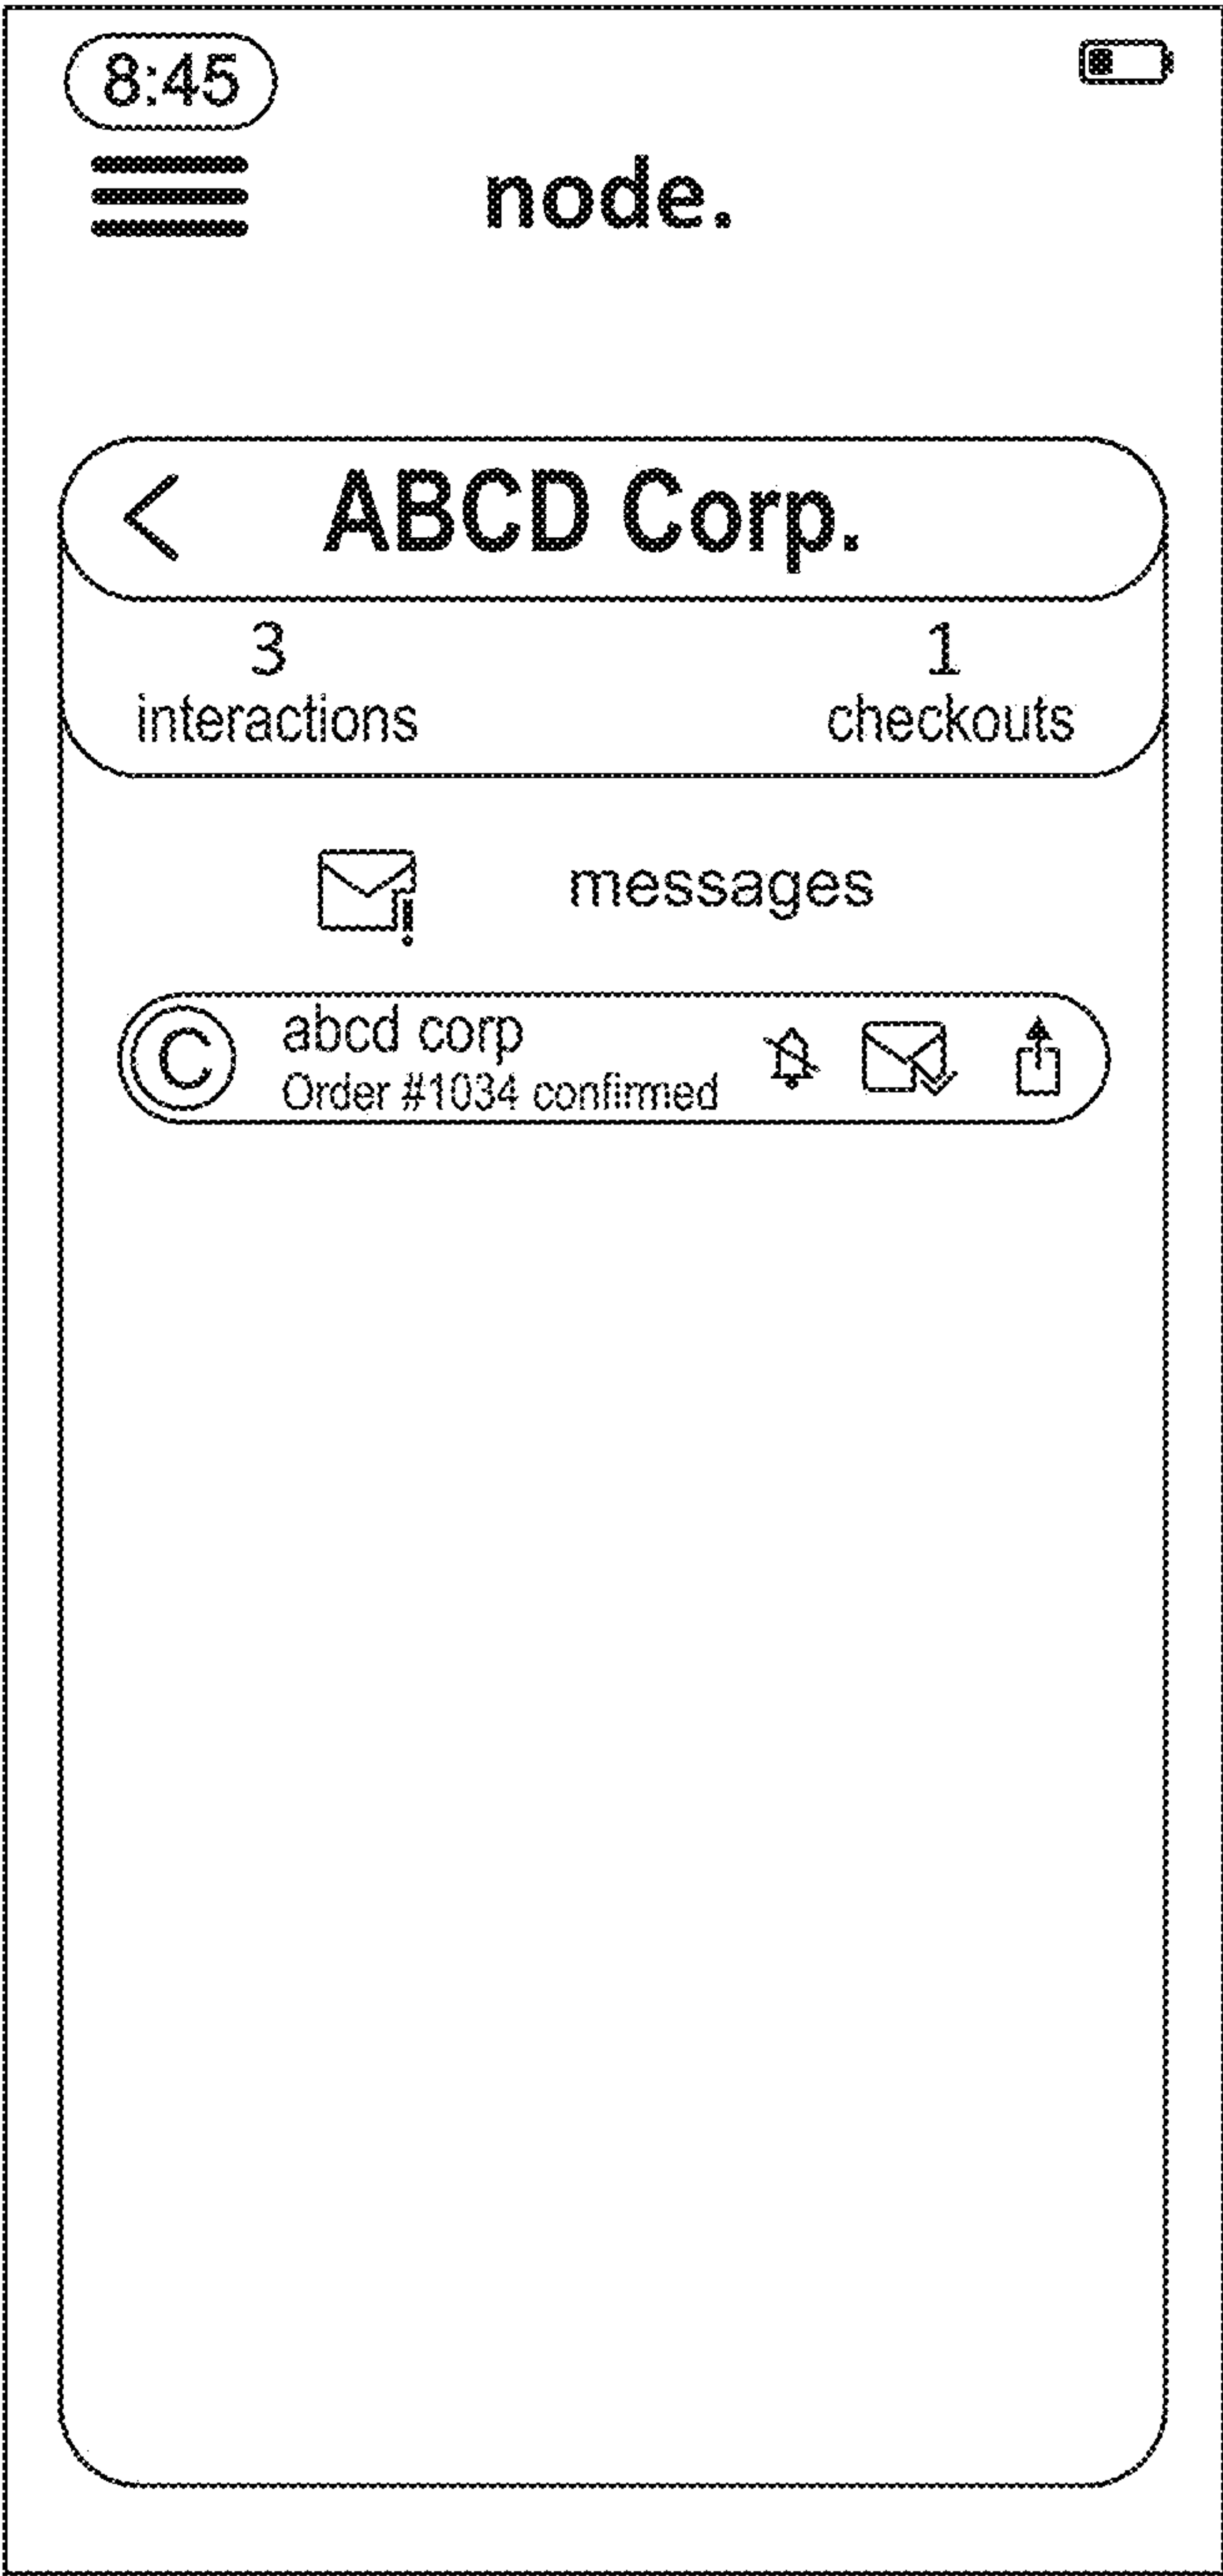 8:45
node.
< ABCD Corp.
3 1
interactions checkouts
messages
C abcd corp
Order #1034 confirmed